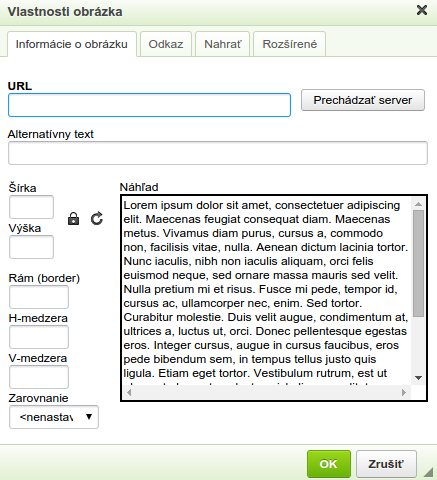 Vlastnosti obrázka
Informácie o obrázku Odkaz Nahrať Rozšírené
URL
Prechádzať server
Alternatívny text
Šírka
Výška
Rám (border)
H-medzera
V-medzera
Zarovnanie
<nenastav
Náhľad
Lorem ipsum dolor sit amet, consectetuer adipiscing
elit. Maecenas feugiat consequat diam. Maecenas
metus. Vivamus diam purus, cursus a, commodo
non, facilisis vitae, nulla. Aenean dictum lacinia tortor.
Nunc iaculis, nibh non iaculis aliquam, orci felis
euismod neque, sed ornare massa mauris sed velit.
Nulla pretium mi et risus. Fusce mi pede, tempor id,
cursus ac, ullamcorper nec, enim. Sed tortor.
Curabitur molestie. Duis velit augue, condimentum at,
ultrices a, luctus ut, orci. Donec pellentesque egestas
eros. Integer cursus, augue in cursus faucibus, eros
pede bibendum sem, in tempus tellus justo quis
ligula. Etiam eget tortor. Vestibulum rutrum, est ut
OK Zrušiť